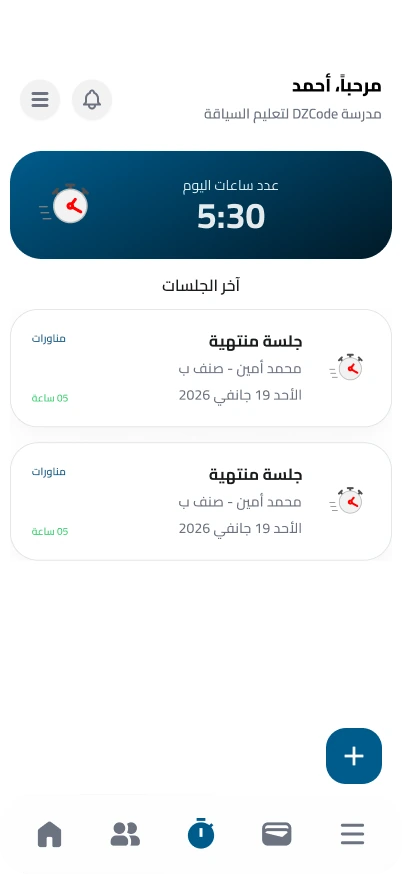 مرحباً، أحمد
مدرسة DZCode لتعليم السياقة
عدد ساعات اليوم
5:30
آخر الجلسات
جلسة منتهية
مناورات
محمد أمين - صنف ب
الأحد 19 جانفي 2026
05 ساعة
جلسة منتهية
مناورات
محمد أمين - صنف ب
الأحد 19 جانفي 2026
05 ساعة